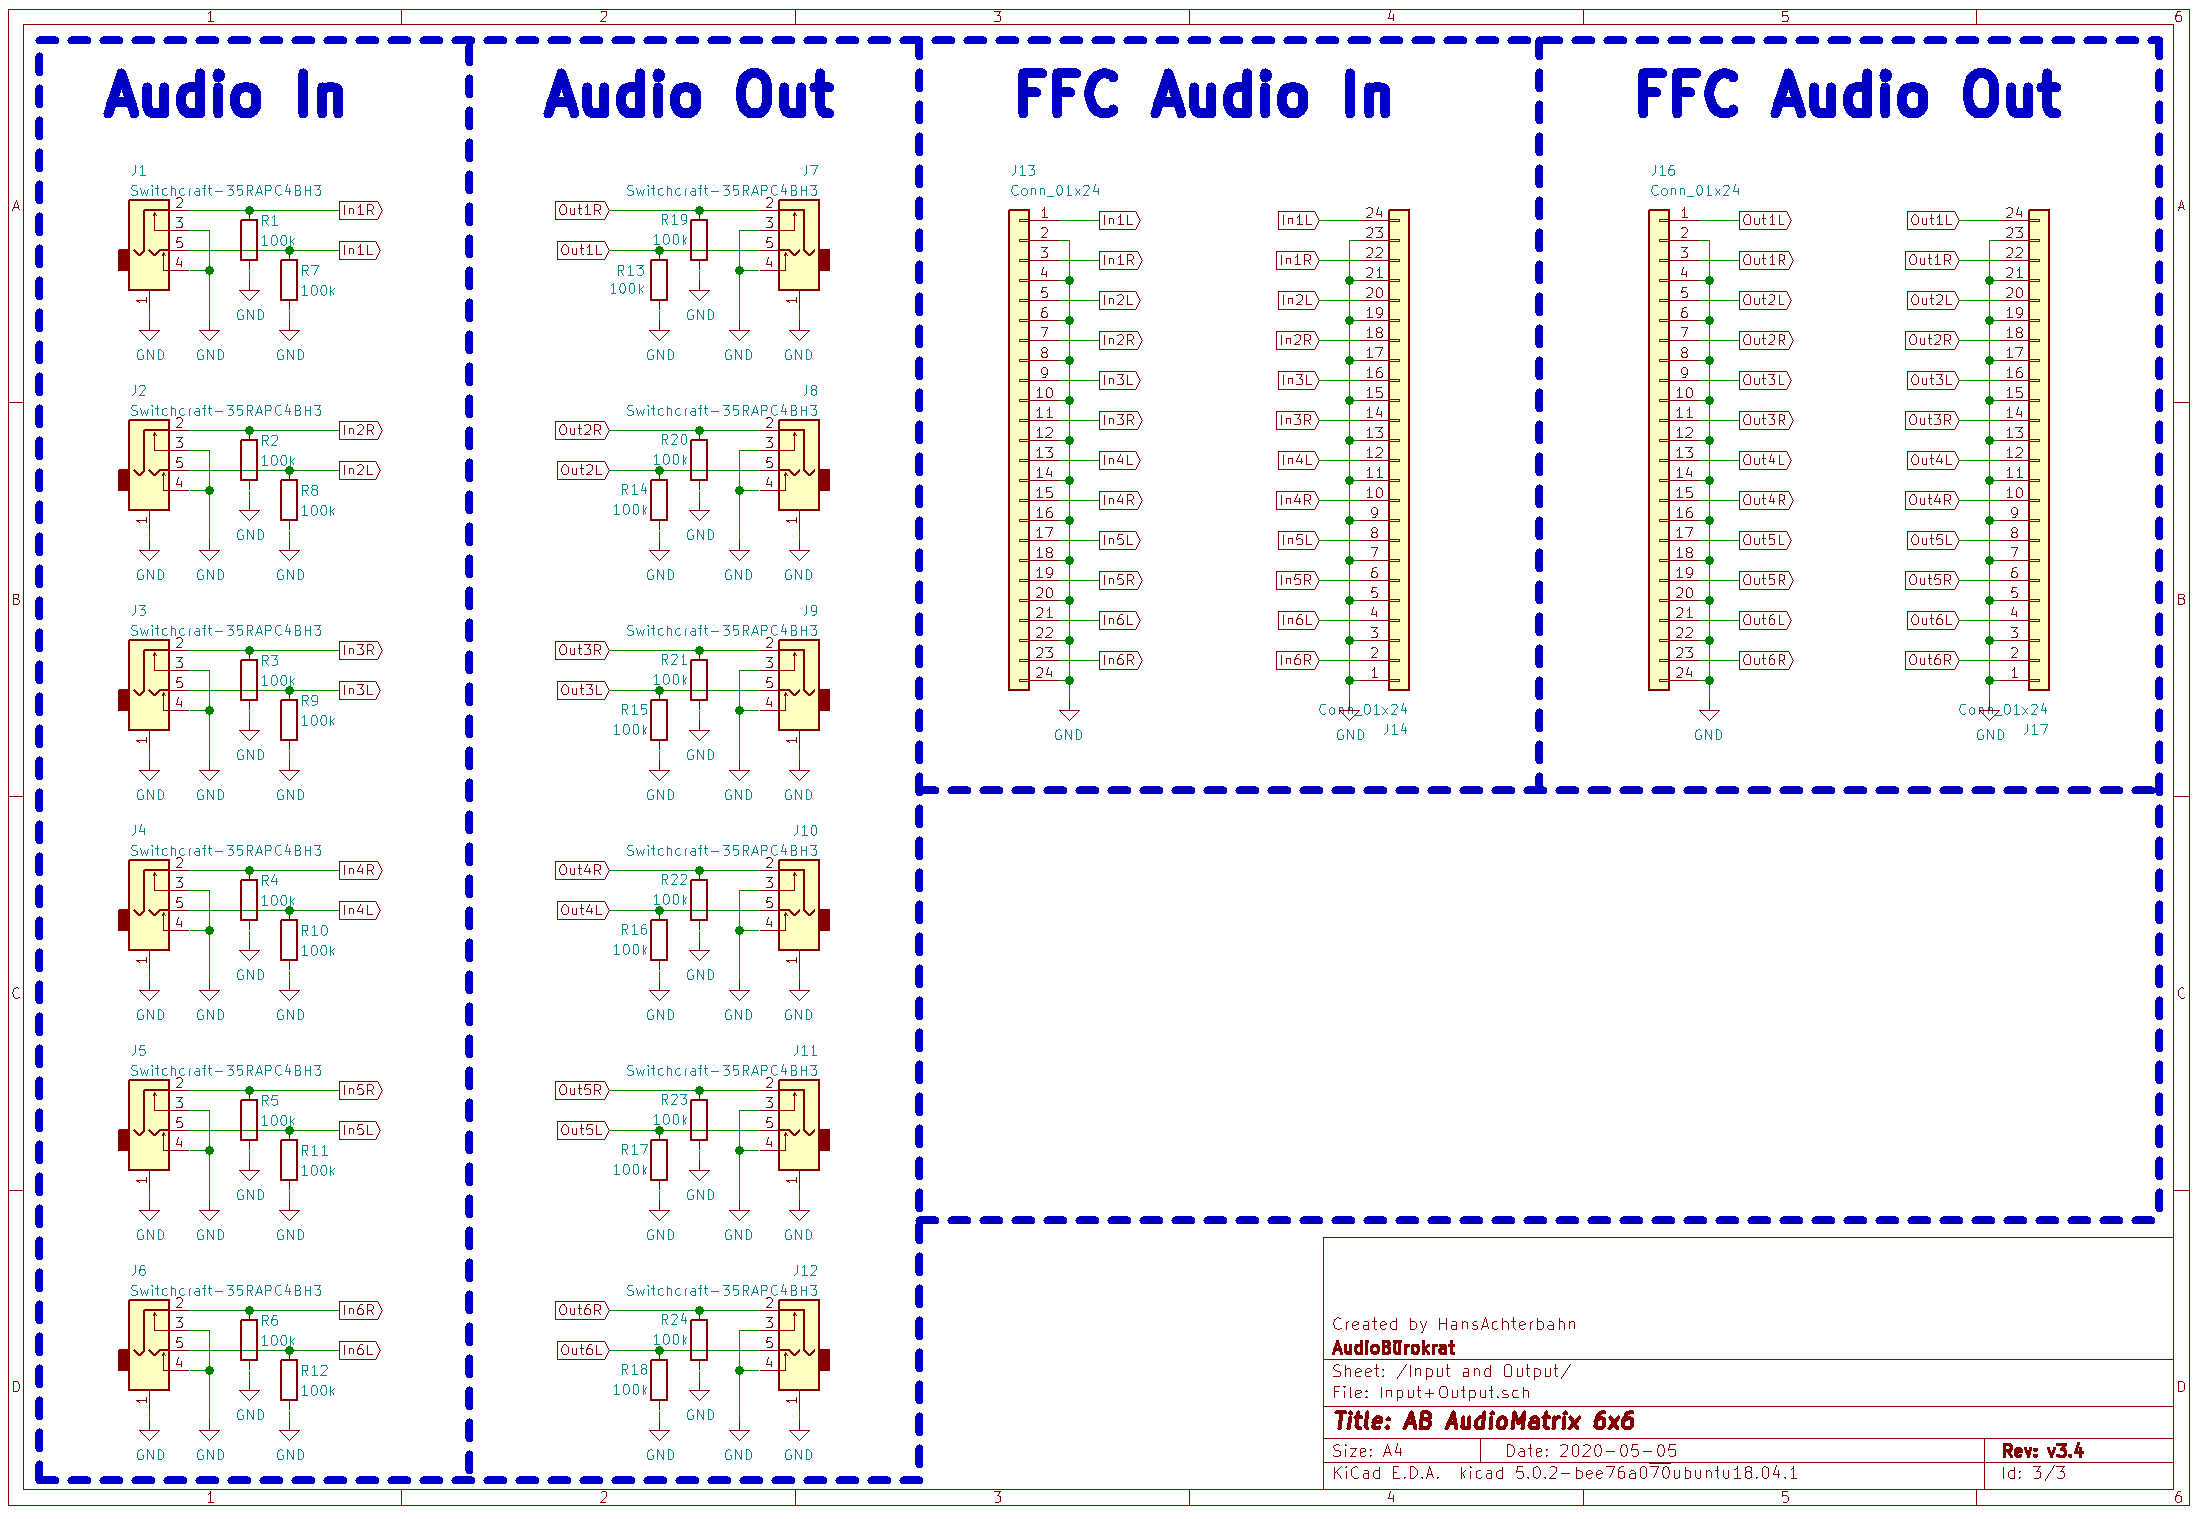 1 2 3 4 5 6
Audio In
Audio Out
FFC Audio In
FFC Audio Out
A A
B B
C C
D D
J1
Switchcraft-35RAPC4BH3
2
3
5
4
1
R1
100k
R7
100k
In1R
In1L
GND
GND GND GND
J2
Switchcraft-35RAPC4BH3
2
3
5
4
1
R2
100k
R8
100k
In2R
In2L
GND
GND GND GND
J3
Switchcraft-35RAPC4BH3
2
3
5
4
1
R3
100k
R9
100k
In3R
In3L
GND
GND GND GND
J4
Switchcraft-35RAPC4BH3
2
3
5
4
1
R4
100k
R10
100k
In4R
In4L
GND
GND GND GND
J5
Switchcraft-35RAPC4BH3
2
3
5
4
1
R5
100k
R11
100k
In5R
In5L
GND
GND GND GND
J6
Switchcraft-35RAPC4BH3
2
3
5
4
1
R6
100k
R12
100k
In6R
In6L
GND
GND GND GND
J7
Switchcraft-35RAPC4BH3
Out1R
Out1L
R19
100k
R13
100k
2
3
5
4
1
GND
GND GND GND
J8
Switchcraft-35RAPC4BH3
Out2R
Out2L
R20
100k
R14
100k
2
3
5
4
1
GND
GND GND GND
J9
Switchcraft-35RAPC4BH3
Out3R
Out3L
R21
100k
R15
100k
2
3
5
4
1
GND
GND GND GND
J10
Switchcraft-35RAPC4BH3
Out4R
Out4L
R22
100k
R16
100k
2
3
5
4
1
GND
GND GND GND
J11
Switchcraft-35RAPC4BH3
Out5R
Out5L
R23
100k
R17
100k
2
3
5
4
1
GND
GND GND GND
J12
Switchcraft-35RAPC4BH3
Out6R
Out6L
R24
100k
R18
100k
2
3
5
4
1
GND
GND GND GND
J13
Conn_01x24
1 In1L
2
3 In1R
4
5 In2L
6
7 In2R
8
9 In3L
10
11 In3R
12
13 In4L
14
15 In4R
16
17 In5L
18
19 In5R
20
21 In6L
22
23 In6R
24
GND
In1L 24
23
In1R 22
21
In2L 20
19
In2R 18
17
In3L 16
15
In3R 14
13
In4L 12
11
In4R 10
9
In5L 8
7
In5R 6
5
In6L 4
3
In6R 2
1
Conn_01x24
GND J14
J16
Conn_01x24
1 Out1L
2
3 Out1R
4
5 Out2L
6
7 Out2R
8
9 Out3L
10
11 Out3R
12
13 Out4L
14
15 Out4R
16
17 Out5L
18
19 Out5R
20
21 Out6L
22
23 Out6R
24
GND
Out1L 24
23
Out1R 22
21
Out2L 20
19
Out2R 18
17
Out3L 16
15
Out3R 14
13
Out4L 12
11
Out4R 10
9
Out5L 8
7
Out5R 6
5
Out6L 4
3
Out6R 2
1
Conn_01x24
GND J17
Created by HansAchterbahn
AudioBürokrat
Sheet: /Input and Output/
File: Input+Output.sch
Title: AB AudioMatrix 6x6
Size: A4 Date: 2020-05-05 Rev: v3.4
KiCad E.D.A. kicad 5.0.2-bee76a070ubuntu18.04.1 Id: 3/3
1 2 3 4 5 6